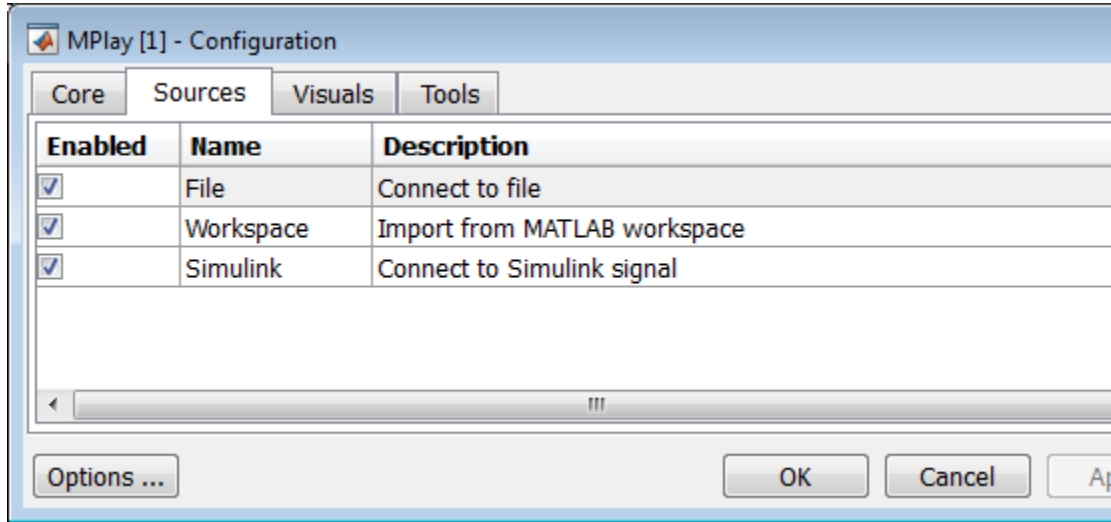 MPlay [1] - Configuration
Core Sources Visuals Tools
Enabled Name Description
File Connect to file
Workspace Import from MATLAB workspace
Simulink Connect to Simulink signal
Options ... OK Cancel